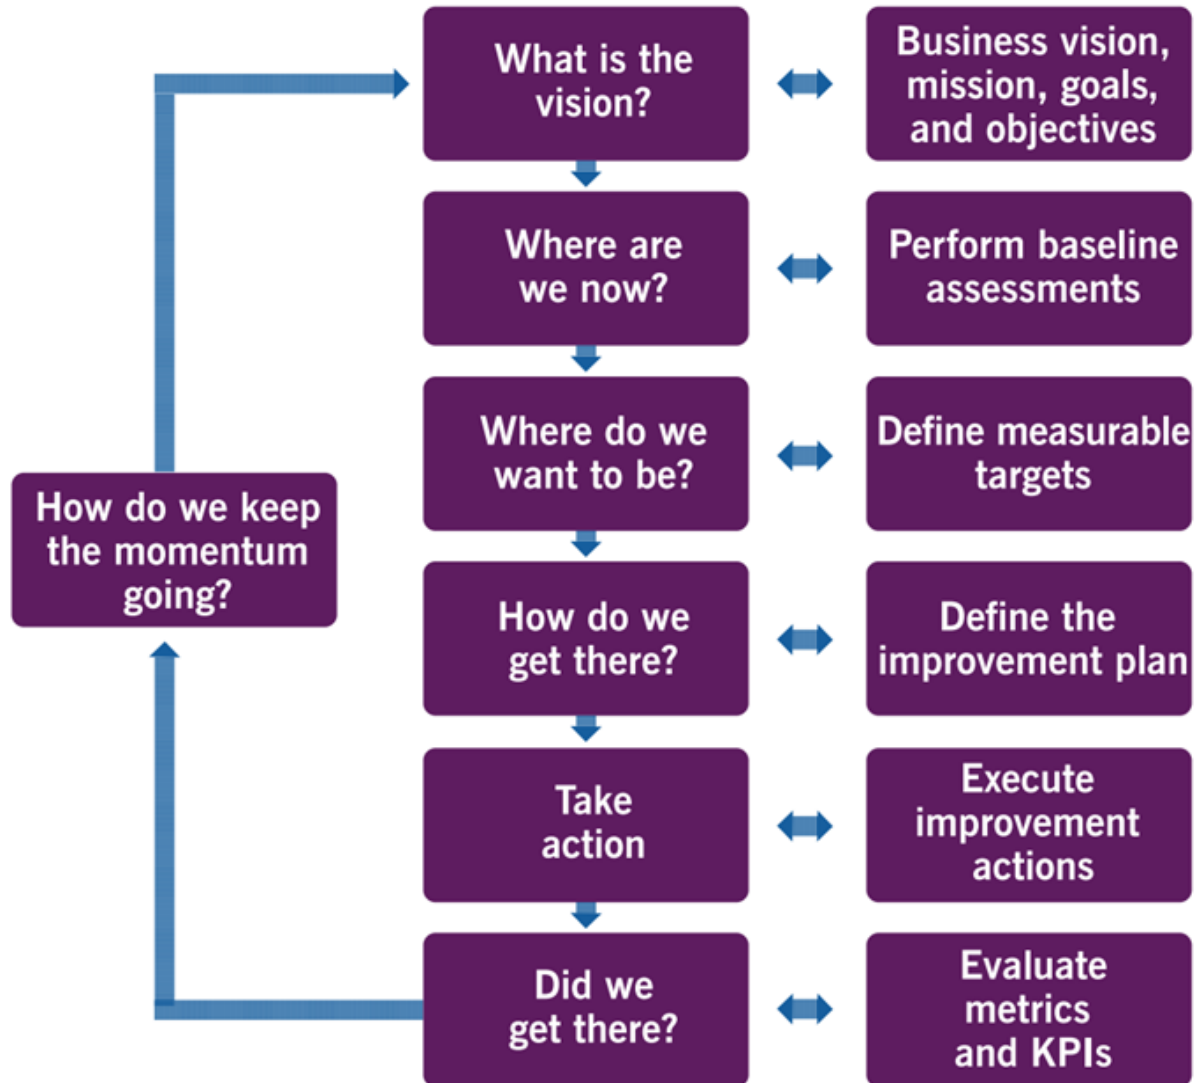 What is the
vision?
Business vision,
mission, goals,
and objectives
Where are
we now?
Perform baseline
assessments
Where do we
want to be?
Define measurable
targets
How do we keep
the momentum
going?
How do we
get there?
Define the
improvement plan
Take
action
Execute
improvement
actions
Did we
get there?
Evaluate
metrics
and KPIs